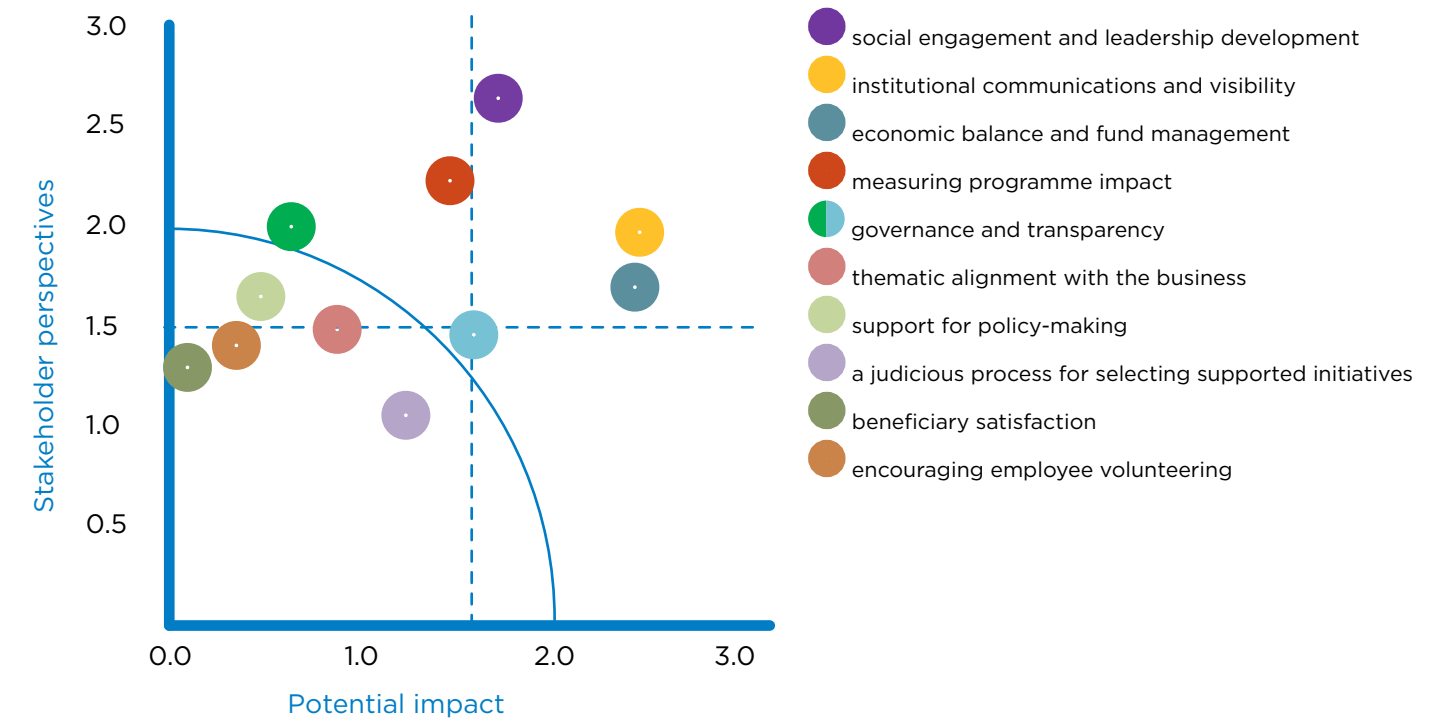 3.0
2.5
2.0
1.5
1.0
0.5
Stakeholder perspectives
0.0
1.0
2.0
3.0
Potential impact
social engagement and leadership development
institutional communications and visibility
economic balance and fund management
measuring programme impact
governance and transparency
thematic alignment with the business
support for policy-making
a judicious process for selecting supported initiatives
beneficiary satisfaction
encouraging employee volunteering